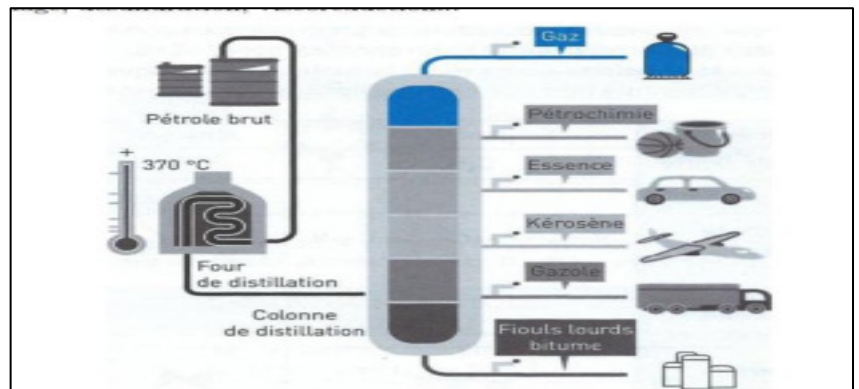 Gaz
Pétrole brut
Pétrochimie
+
370 °C
Essence
Kérosène
Four
de distillation
Gazole
Colonne
de distillation
Fiouls lourds
bitume